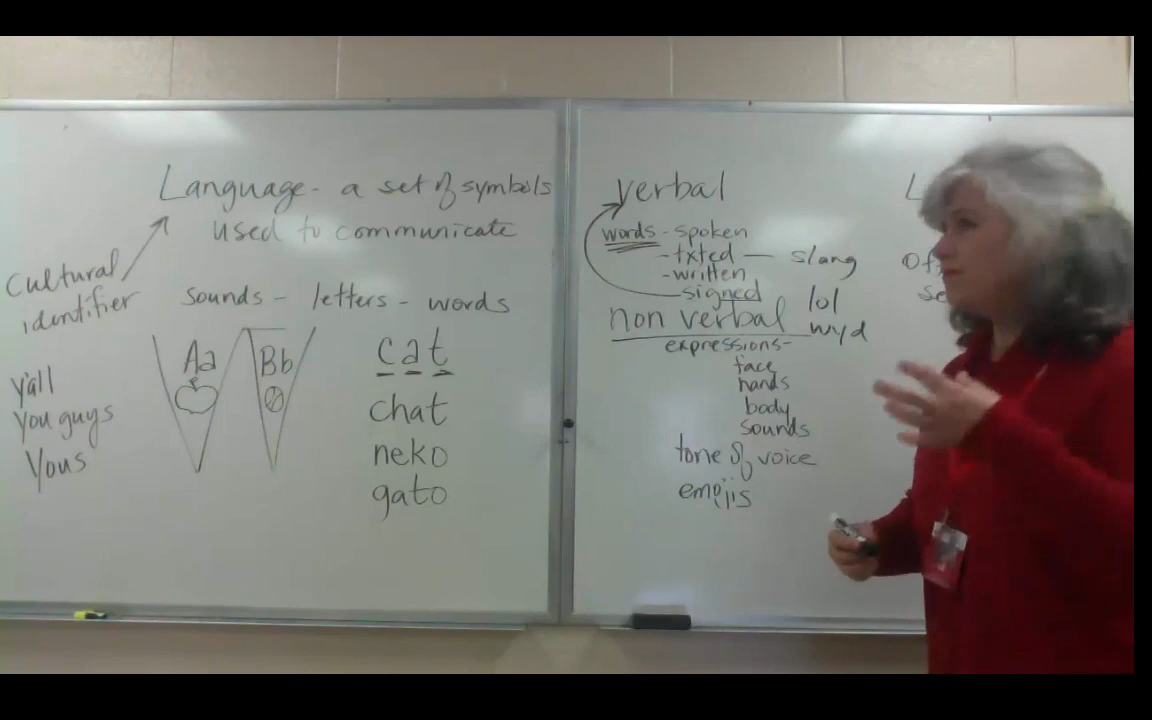 Language - a set of symbols
used to communicate
Cultural
identifier
sounds - letters - words
Aa
Bb
cat
chat
neko
gato
y'all
you guys
Yous
verbal
words - spoken
- txted — slang
- written
signed
lol
wyd
non verbal
expressions -
face
hands
body
sounds
tone of voice
emojis